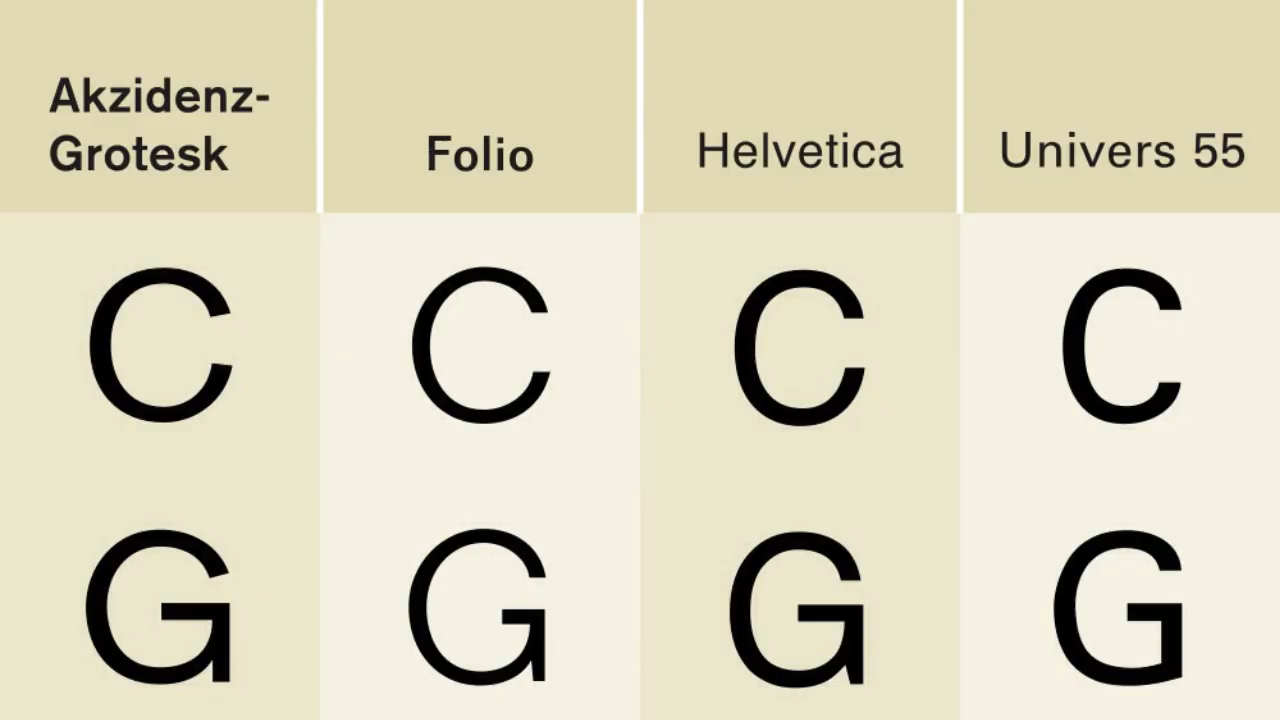 Akzidenz-
Grotesk
Folio
Helvetica
Univers 55
C C C C
G G G G